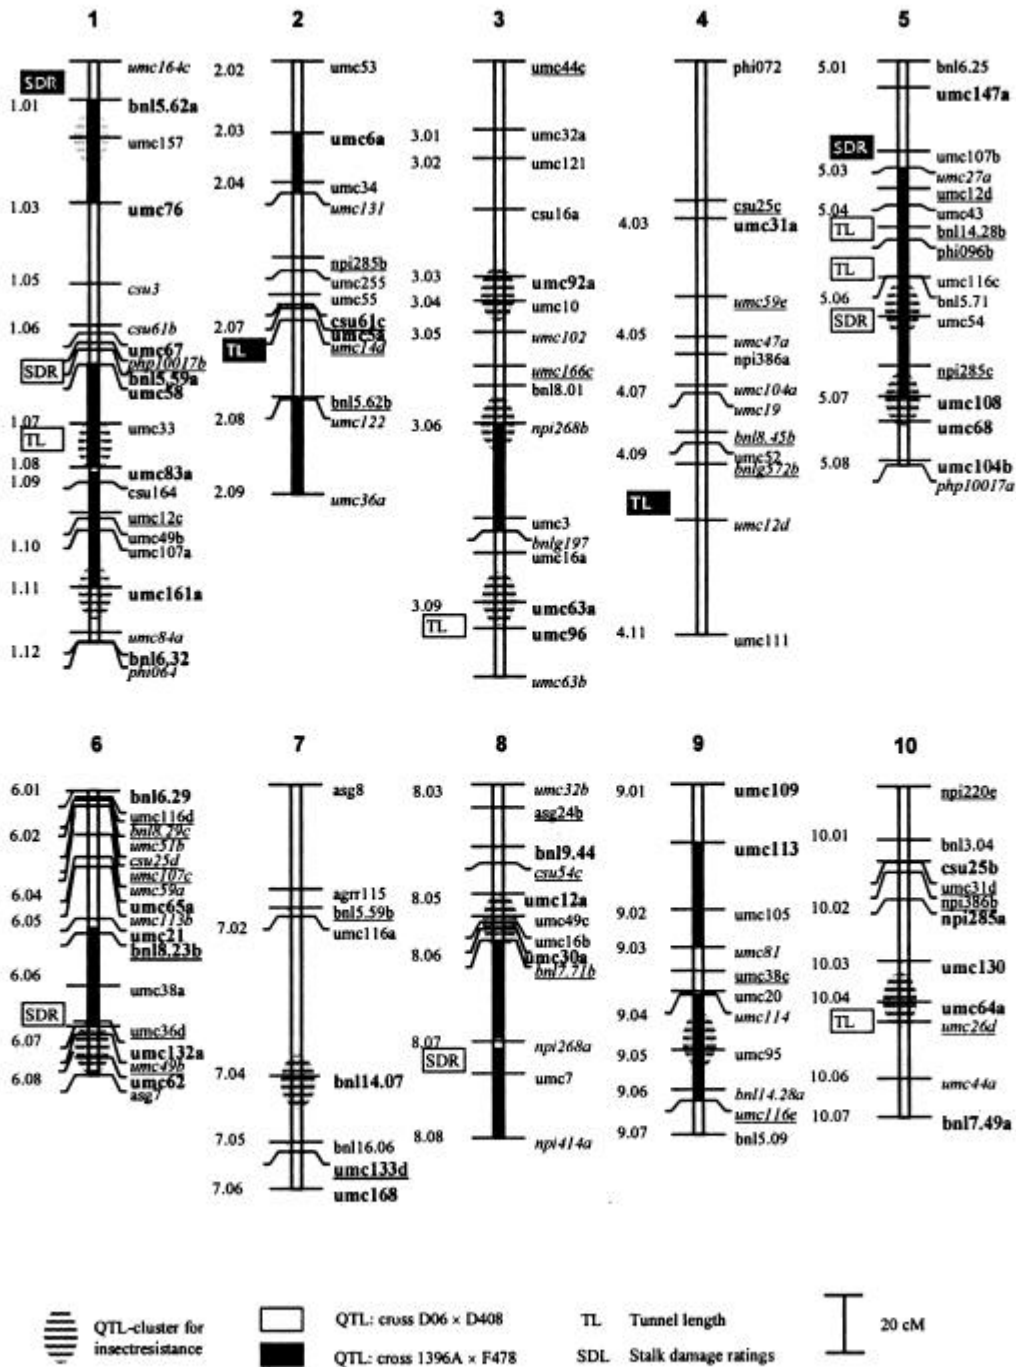 1 2 3 4 5
SDR
umc164c
1.01
bnl5.62a
umc157
1.03
umc76
1.05
csu3
1.06
csu61b
umc67
php10017b
SDR
bnl5.59a
umc58
1.07
TL
umc33
1.08
umc83a
1.09
csu164
umc12c
umc49b
1.10
umc107a
1.11
umc161a
umc84a
1.12
bnl6.32
phi064
2.02
umc53
2.03
umc6a
2.04
umc34
umc131
npi285b
umc255
umc55
csu61c
2.07
umc5a
TL
umc14d
bnl5.62b
2.08
umc122
2.09
umc36a
umc44c
3.01
umc32a
3.02
umc121
csu16a
3.03
umc92a
3.04
umc10
3.05
umc102
umc166c
bnl8.01
3.06
npi268b
umc3
bnlg197
umc16a
3.09
umc63a
TL
umc96
umc63b
phi072
csu25c
4.03
umc31a
umc59e
4.05
umc47a
npi386a
4.07
umc104a
umc19
bnl8.45b
4.09
umc52
bnlg572b
TL
umc12d
4.11
umc111
5.01
bnl6.25
umc147a
SDR
umc107b
5.03
umc27a
umc12d
5.04
umc43
TL
bnl14.28b
phi096b
TL
umc116c
5.06
bnl5.71
SDR
umc54
npi285c
5.07
umc108
umc68
5.08
umc104b
php10017a
6 7 8 9 10
6.01
bnl6.29
umc116d
6.02
bnl8.29c
umc51b
csu25d
umc107c
umc59a
6.04
umc65a
6.05
umc113b
umc21
bnl8.23b
6.06
umc38a
SDR
umc36d
6.07
umc132a
umc49b
6.08
umc62
asg7
asg8
agrr115
bnl5.59b
7.02
umc116a
7.04
bnl14.07
7.05
bnl16.06
umc133d
7.06
umc168
8.03
umc32b
asg24b
bnl9.44
csu54c
8.05
umc12a
umc49c
umc16b
8.06
umc30a
bnl7.71b
8.07
npi268a
SDR
umc7
8.08
npi414a
9.01
umc109
umc113
9.02
umc105
9.03
umc81
umc38c
umc20
9.04
umc114
9.05
umc95
9.06
bnl14.28a
umc116e
9.07
bnl5.09
npi220e
10.01
bnl3.04
csu25b
umc31d
npi386b
10.02
npi285a
10.03
umc130
10.04
umc64a
TL
umc26d
10.06
umc44a
10.07
bnl7.49a
QTL-cluster for
insectresistance
QTL: cross D06 × D408
QTL: cross 1396A × F478
TL Tunnel length
SDL Stalk damage ratings
20 cM